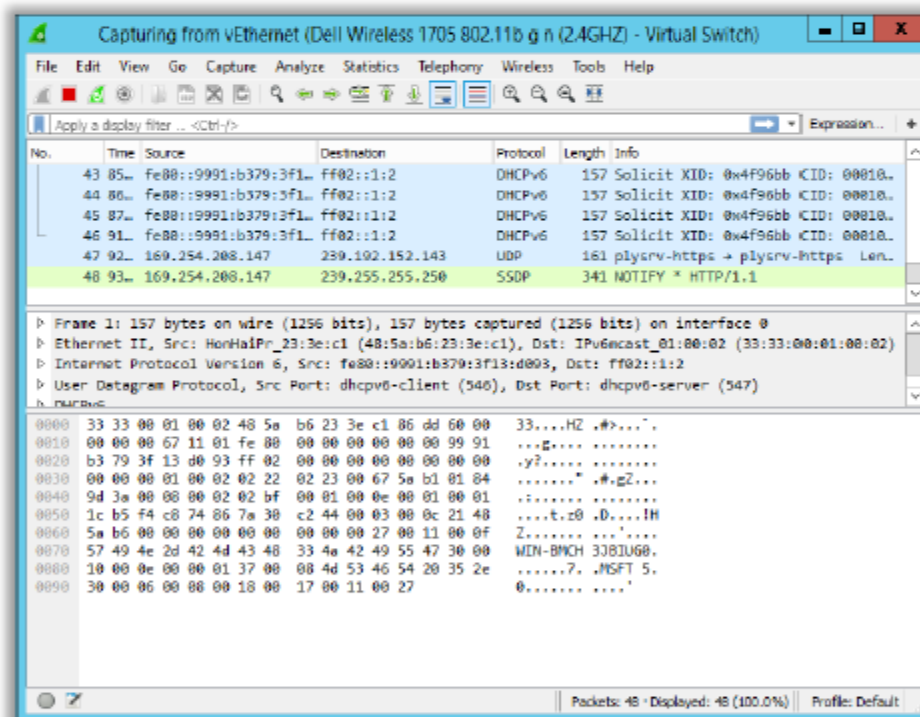 Capturing from vEthernet (Dell Wireless 1705 802.11b g n (2.4GHZ) - Virtual Switch)
File Edit View Go Capture Analyze Statistics Telephony Wireless Tools Help
Apply a display filter ... <Ctrl-/> Expression... +
No. Time Source Destination Protocol Length Info
43 85… fe80::9991:b379:3f1… ff02::1:2 DHCPv6 157 Solicit XID: 0x4f96bb CID: 00010…
44 86… fe80::9991:b379:3f1… ff02::1:2 DHCPv6 157 Solicit XID: 0x4f96bb CID: 00010…
45 87… fe80::9991:b379:3f1… ff02::1:2 DHCPv6 157 Solicit XID: 0x4f96bb CID: 00010…
46 91… fe80::9991:b379:3f1… ff02::1:2 DHCPv6 157 Solicit XID: 0x4f96bb CID: 00010…
47 92… 169.254.208.147 239.192.152.143 UDP 161 plysrv-https → plysrv-https Len…
48 93… 169.254.208.147 239.255.255.250 SSDP 341 NOTIFY * HTTP/1.1
Frame 1: 157 bytes on wire (1256 bits), 157 bytes captured (1256 bits) on interface 0
Ethernet II, Src: HonHaiPr_23:3e:c1 (48:5a:b6:23:3e:c1), Dst: IPv6mcast_01:00:02 (33:33:00:01:00:02)
Internet Protocol Version 6, Src: fe80::9991:b379:3f13:d093, Dst: ff02::1:2
User Datagram Protocol, Src Port: dhcpv6-client (546), Dst Port: dhcpv6-server (547)
DHCPv6
0000 33 33 00 01 00 02 48 5a b6 23 3e c1 86 dd 60 00 33....HZ .#>...`.
0010 00 00 00 67 11 01 fe 80 00 00 00 00 00 00 99 91 ...g.... ........
0020 b3 79 3f 13 d0 93 ff 02 00 00 00 00 00 00 00 00 .y?..... ........
0030 00 00 00 01 00 02 02 22 02 23 00 67 5a b1 01 84 ......." .#.gZ...
0040 9d 3a 00 08 00 02 02 bf 00 01 00 0e 00 01 00 01 .:...... ........
0050 1c b5 f4 c8 74 86 7a 30 c2 44 00 03 00 0c 21 48 ....t.z0 .D....!H
0060 5a b6 00 00 00 00 00 00 00 00 00 27 00 11 00 0f Z....... ...'....
0070 57 49 4e 2d 42 4d 43 48 33 4a 42 49 55 47 30 00 WIN-BMCH 3JBIUG0.
0080 10 00 0e 00 00 01 37 00 08 4d 53 46 54 20 35 2e ......7. .MSFT 5.
0090 30 00 06 00 08 00 18 00 17 00 11 00 27 0....... ....'
Packets: 48 · Displayed: 48 (100.0%) Profile: Default